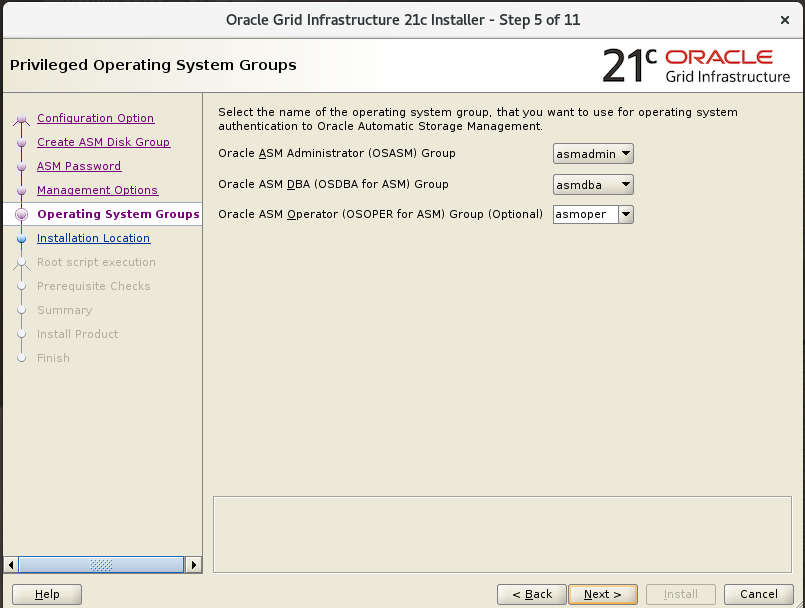 Oracle Grid Infrastructure 21c Installer - Step 5 of 11
Privileged Operating System Groups
21c ORACLE
Grid Infrastructure
Configuration Option
Create ASM Disk Group
ASM Password
Management Options
Operating System Groups
Installation Location
Root script execution
Prerequisite Checks
Summary
Install Product
Finish
Select the name of the operating system group, that you want to use for operating system
authentication to Oracle Automatic Storage Management.
Oracle ASM Administrator (OSASM) Group asmadmin
Oracle ASM DBA (OSDBA for ASM) Group asmdba
Oracle ASM Operator (OSOPER for ASM) Group (Optional) asmoper
Help < Back Next > Install Cancel